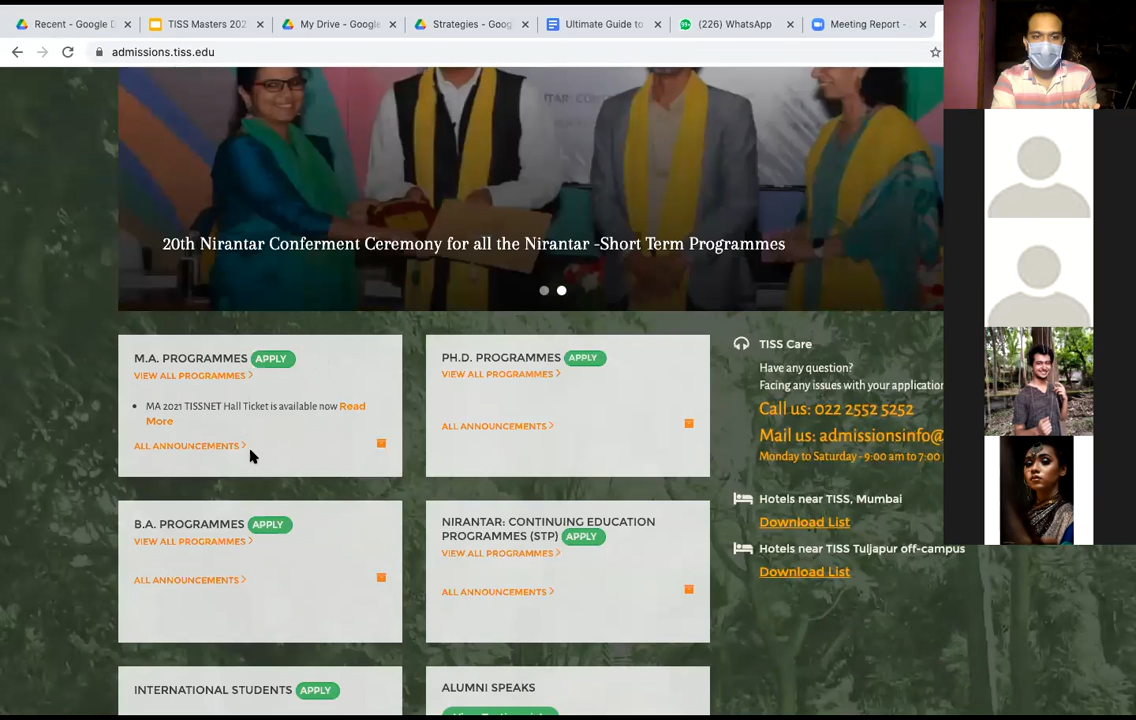 Recent - Google D
TISS Masters 202
My Drive - Google
Strategies - Goog
Ultimate Guide to
99+
(226) WhatsApp
Meeting Report -
admissions.tiss.edu
20th Nirantar Conferment Ceremony for all the Nirantar -Short Term Programmes
M.A. PROGRAMMES APPLY
VIEW ALL PROGRAMMES
MA 2021 TISSNET Hall Ticket is available now Read
More
ALL ANNOUNCEMENTS
PH.D. PROGRAMMES APPLY
VIEW ALL PROGRAMMES
ALL ANNOUNCEMENTS
TISS Care
Have any question?
Facing any issues with your application
Call us: 022 2552 5252
Mail us: admissionsinfo@
Monday to Saturday - 9:00 am to 7:00
B.A. PROGRAMMES APPLY
VIEW ALL PROGRAMMES
ALL ANNOUNCEMENTS
NIRANTAR: CONTINUING EDUCATION
PROGRAMMES (STP) APPLY
VIEW ALL PROGRAMMES
ALL ANNOUNCEMENTS
Hotels near TISS, Mumbai
Download List
Hotels near TISS Tuljapur off-campus
Download List
INTERNATIONAL STUDENTS APPLY
ALUMNI SPEAKS